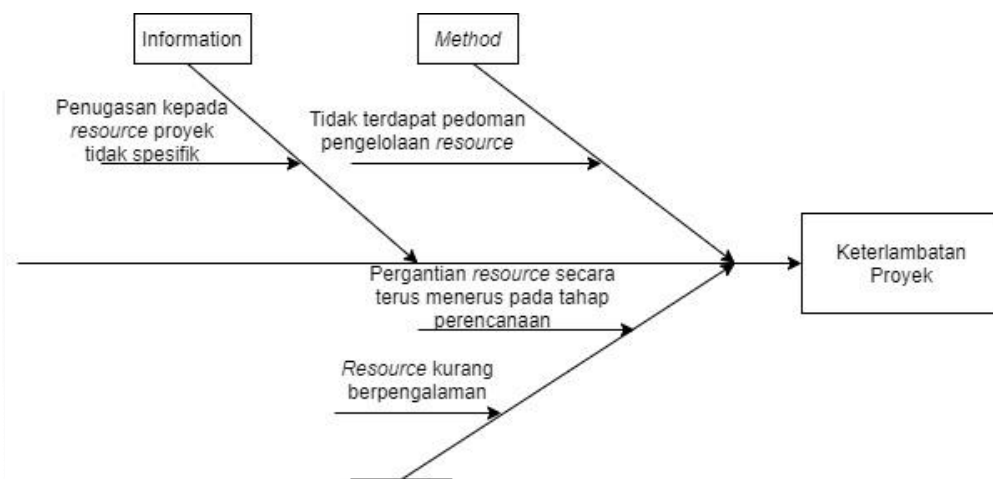 Information
Method
Penugasan kepada
resource proyek
tidak spesifik
Tidak terdapat pedoman
pengelolaan resource
Keterlambatan
Proyek
Pergantian resource secara
terus menerus pada tahap
perencanaan
Resource kurang
berpengalaman